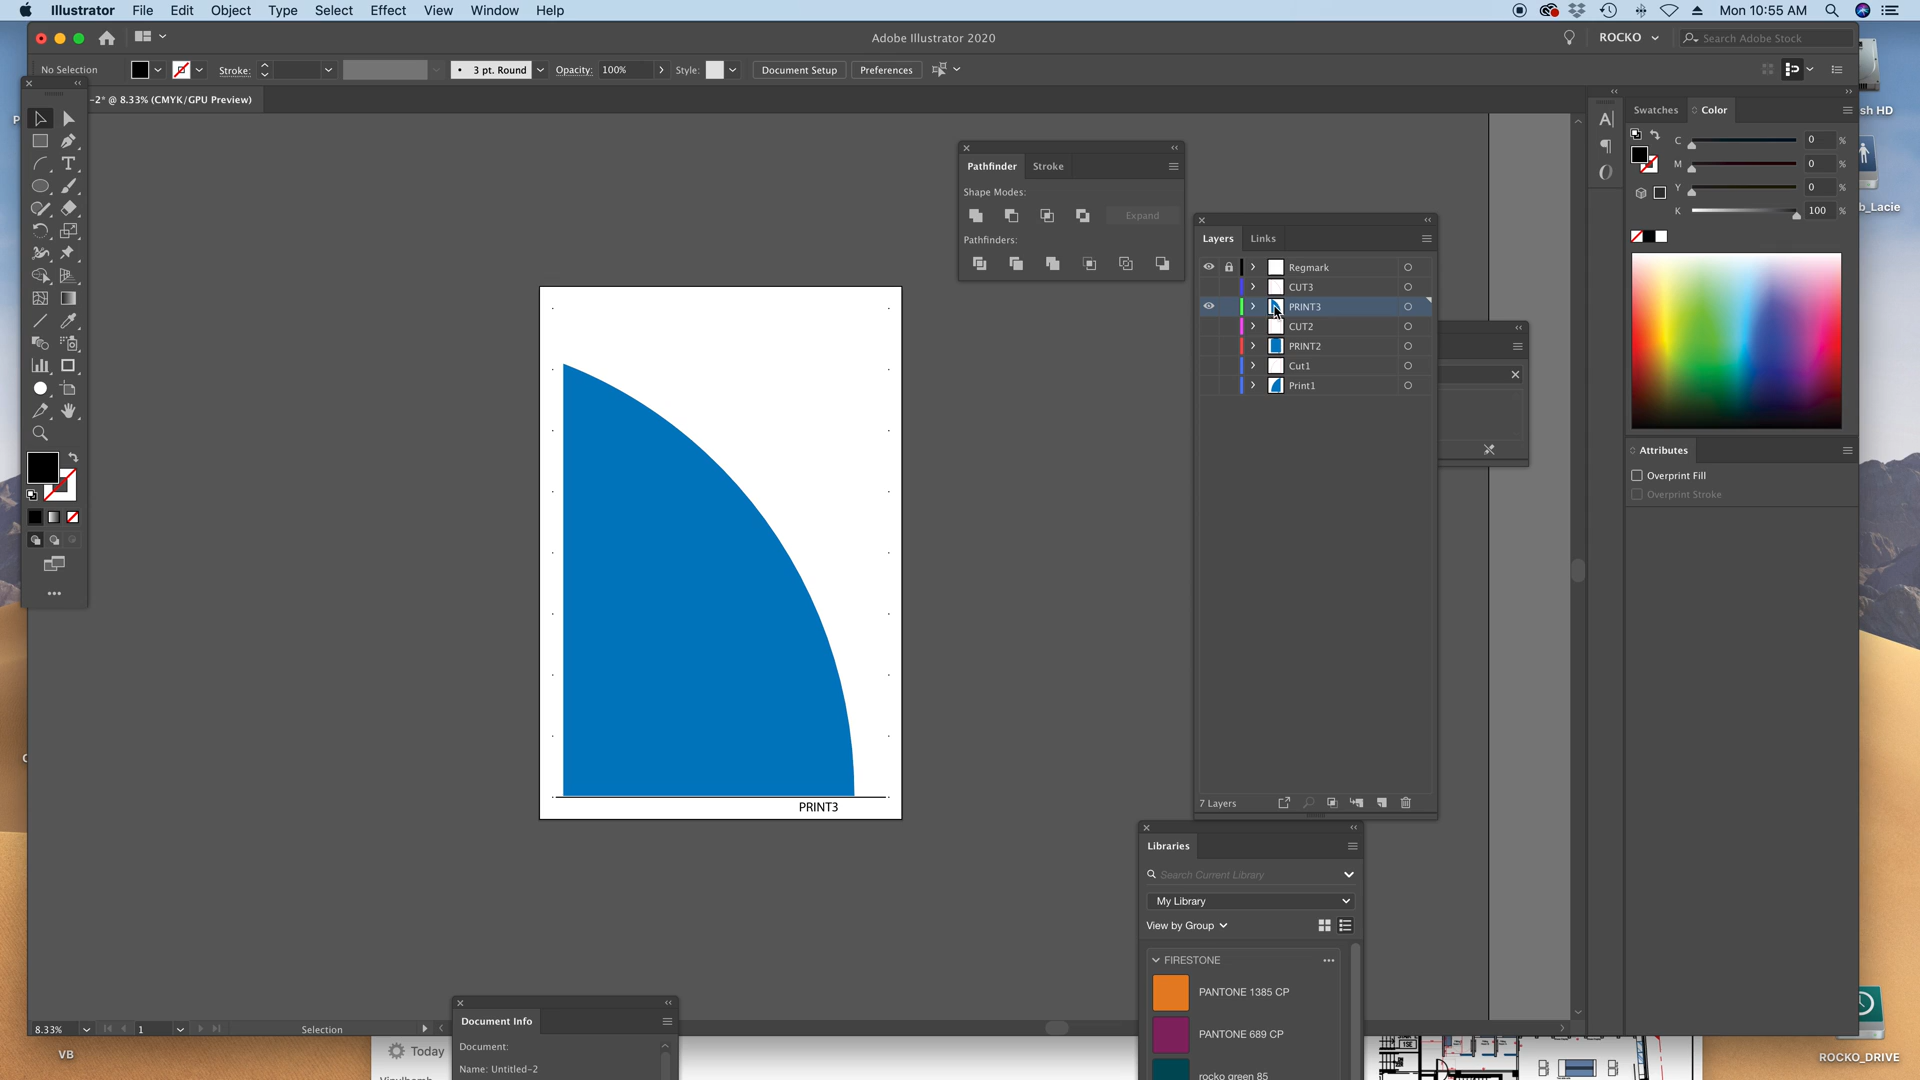 Illustrator File Edit Object Type Select Effect View Window Help
Mon 10:55 AM
Adobe Illustrator 2020
ROCKO
Search Adobe Stock
No Selection
Stroke:
3 pt. Round
Opacity: 100%
Style:
Document Setup
Preferences
-2* @ 8.33% (CMYK/GPU Preview)
Pathfinder Stroke
Shape Modes:
Expand
Pathfinders:
Layers Links
Regmark
CUT3
PRINT3
CUT2
PRINT2
Cut1
Print1
7 Layers
Swatches Color
C 0 %
M 0 %
Y 0 %
K 100 %
Attributes
Overprint Fill
Overprint Stroke
PRINT3
Libraries
Search Current Library
My Library
View by Group
FIRESTONE
PANTONE 1385 CP
PANTONE 689 CP
rocko green 85
8.33%
1
Selection
Document Info
Document:
Name: Untitled-2
VB
Today
ROCKO_DRIVE
sh HD
b_Lacie